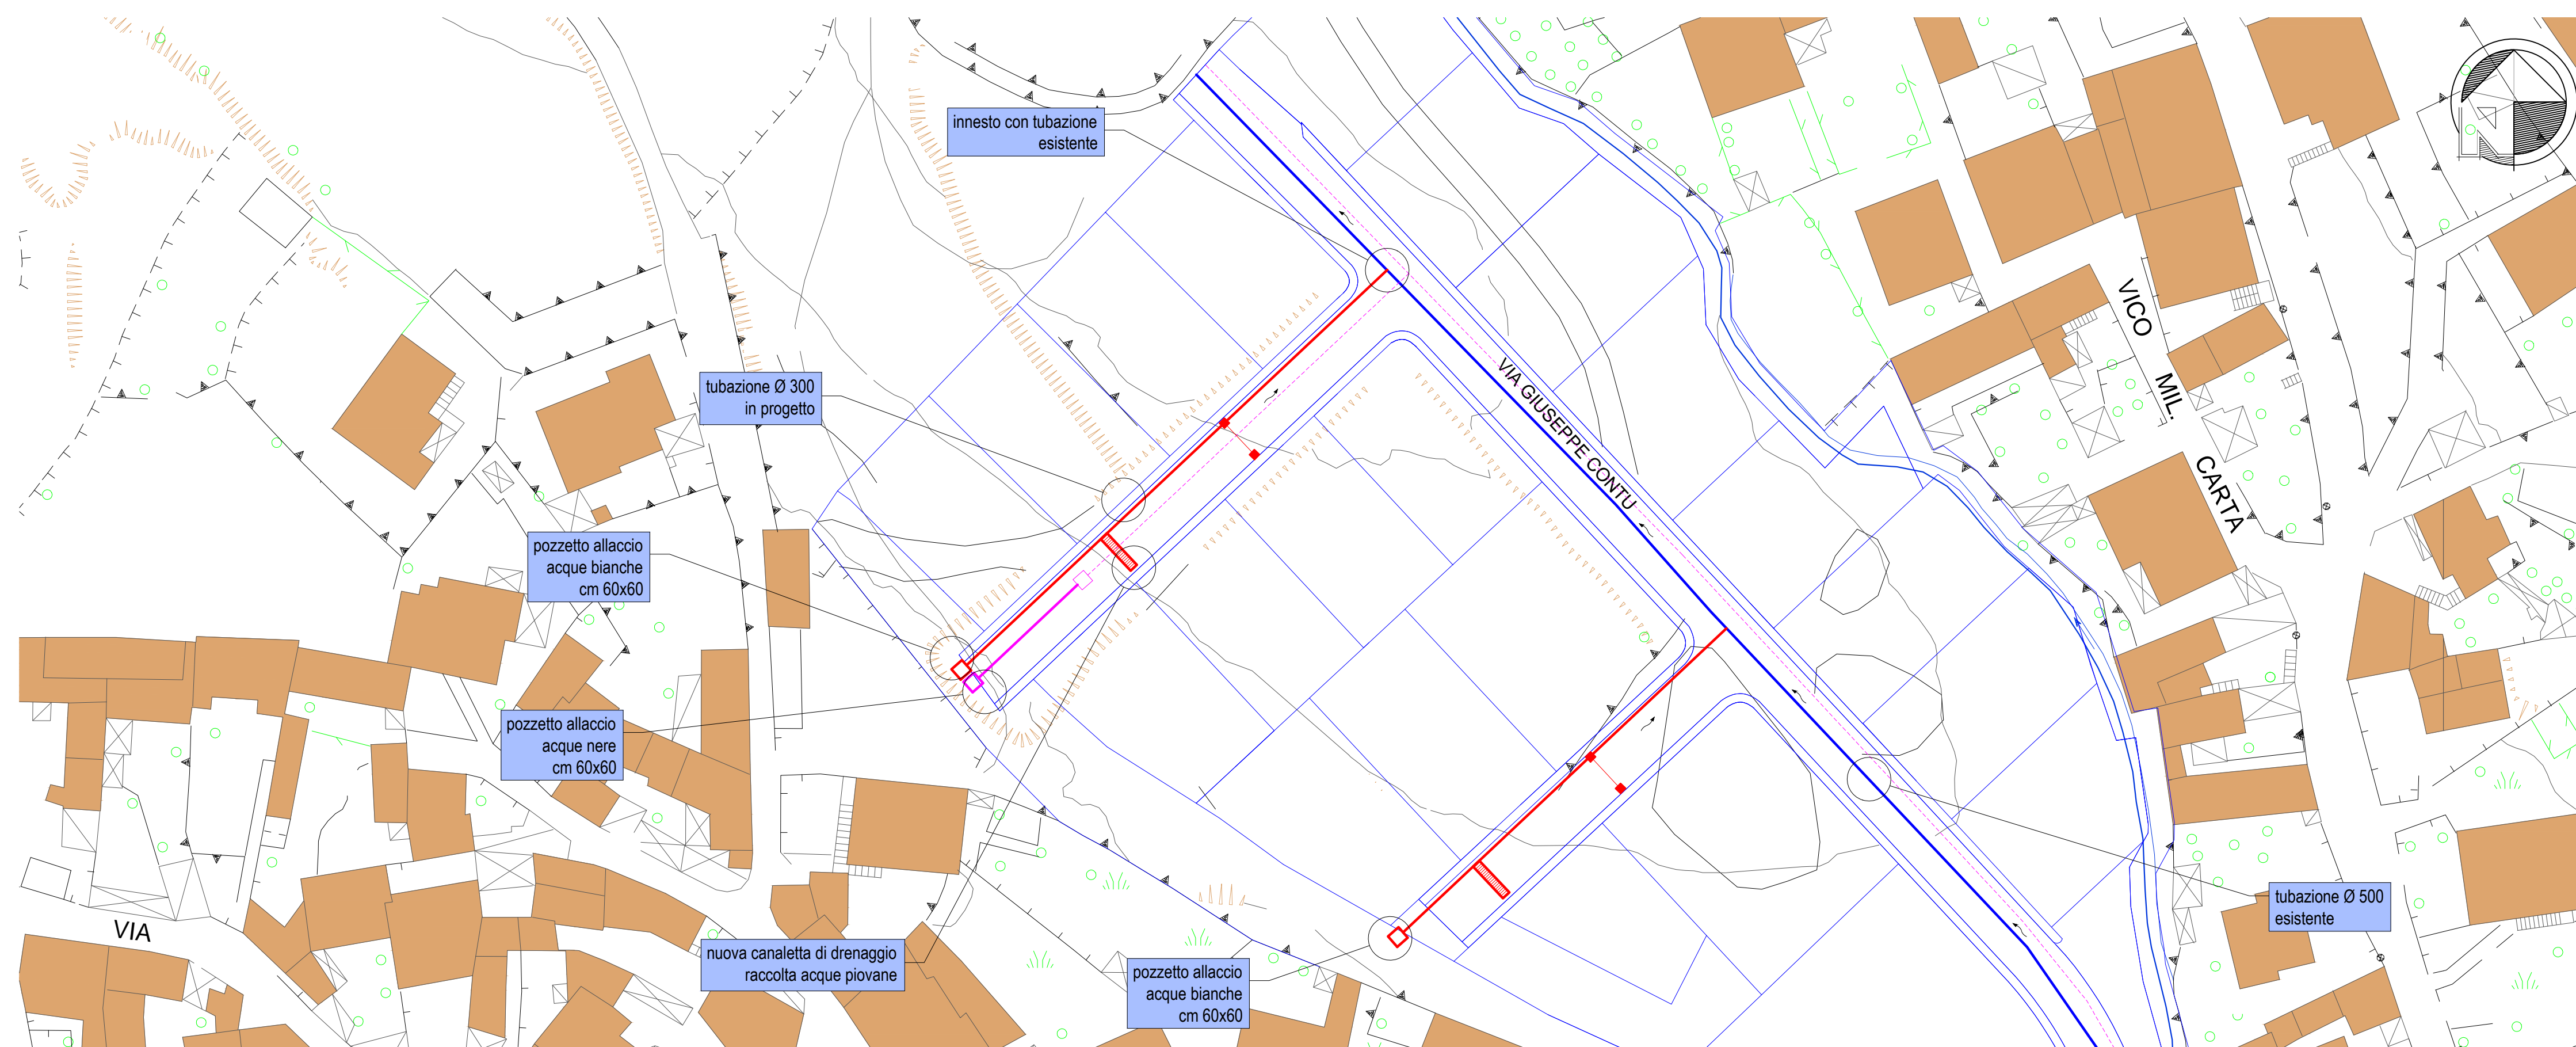 innesto con tubazione
esistente
tubazione Ø 300
in progetto
pozzetto allaccio
acque bianche
cm 60x60
pozzetto allaccio
acque nere
cm 60x60
nuova canaletta di drenaggio
raccolta acque piovane
pozzetto allaccio
acque bianche
cm 60x60
tubazione Ø 500
esistente
VIA GIUSEPPE CONTU
VICO
MIL.
CARTA
VIA